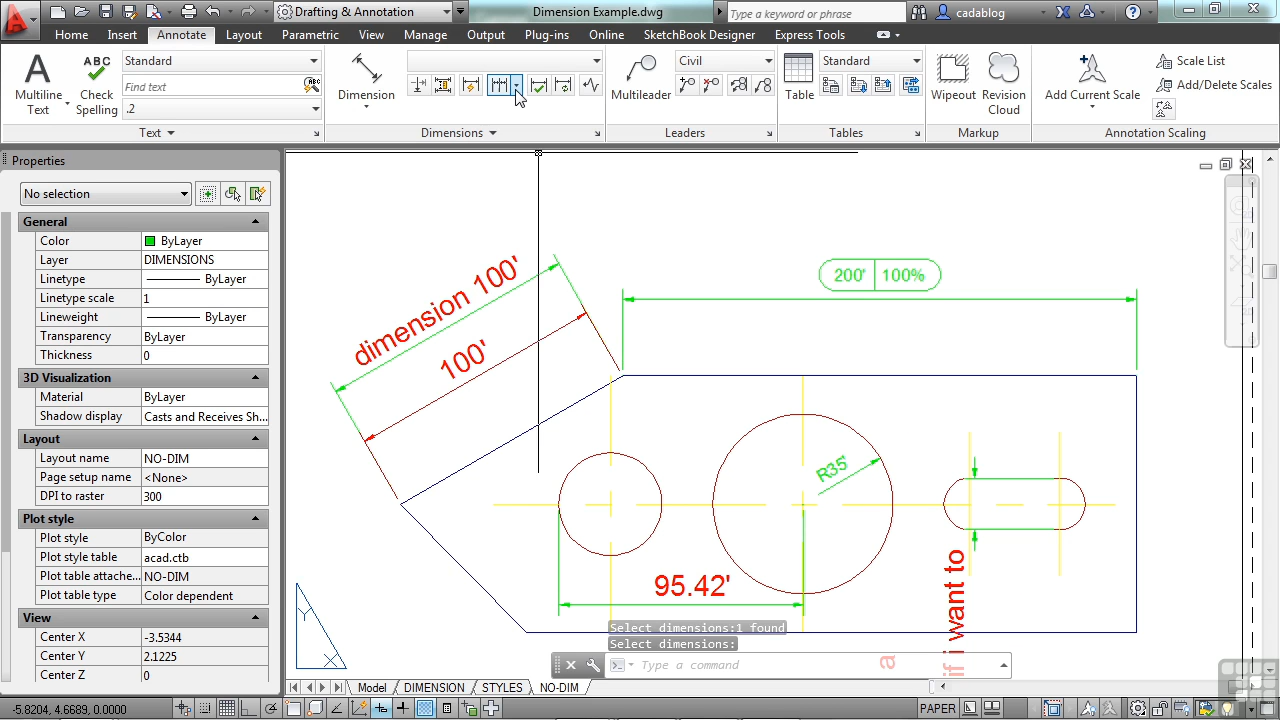 Drafting & Annotation
Dimension Example.dwg
Type a keyword or phrase
cadablog
Home Insert Annotate Layout Parametric View Manage Output Plug-ins Online SketchBook Designer Express Tools
A
Multiline
Text
ABC
Check
Spelling
Standard
Find text
.2
Text
Dimension
Dimensions
Multileader
Civil
Leaders
Table
Standard
Tables
Wipeout
Revision
Cloud
Markup
Add Current Scale
Scale List
Add/Delete Scales
Annotation Scaling
Properties
No selection
General
Color ByLayer
Layer DIMENSIONS
Linetype ByLayer
Linetype scale 1
Lineweight ByLayer
Transparency ByLayer
Thickness 0
3D Visualization
Material ByLayer
Shadow display Casts and Receives Sh...
Layout
Layout name NO-DIM
Page setup name <None>
DPI to raster 300
Plot style
Plot style ByColor
Plot style table acad.ctb
Plot table attache... NO-DIM
Plot table type Color dependent
View
Center X -3.5344
Center Y 2.1225
Center Z 0
dimension 100'
100'
200' 100%
R35'
95.42'
if i want to
a
Y
X
Select dimensions:1 found
Select dimensions:
Type a command
Model DIMENSION STYLES NO-DIM
-5.8204, 4.6689, 0.0000
PAPER